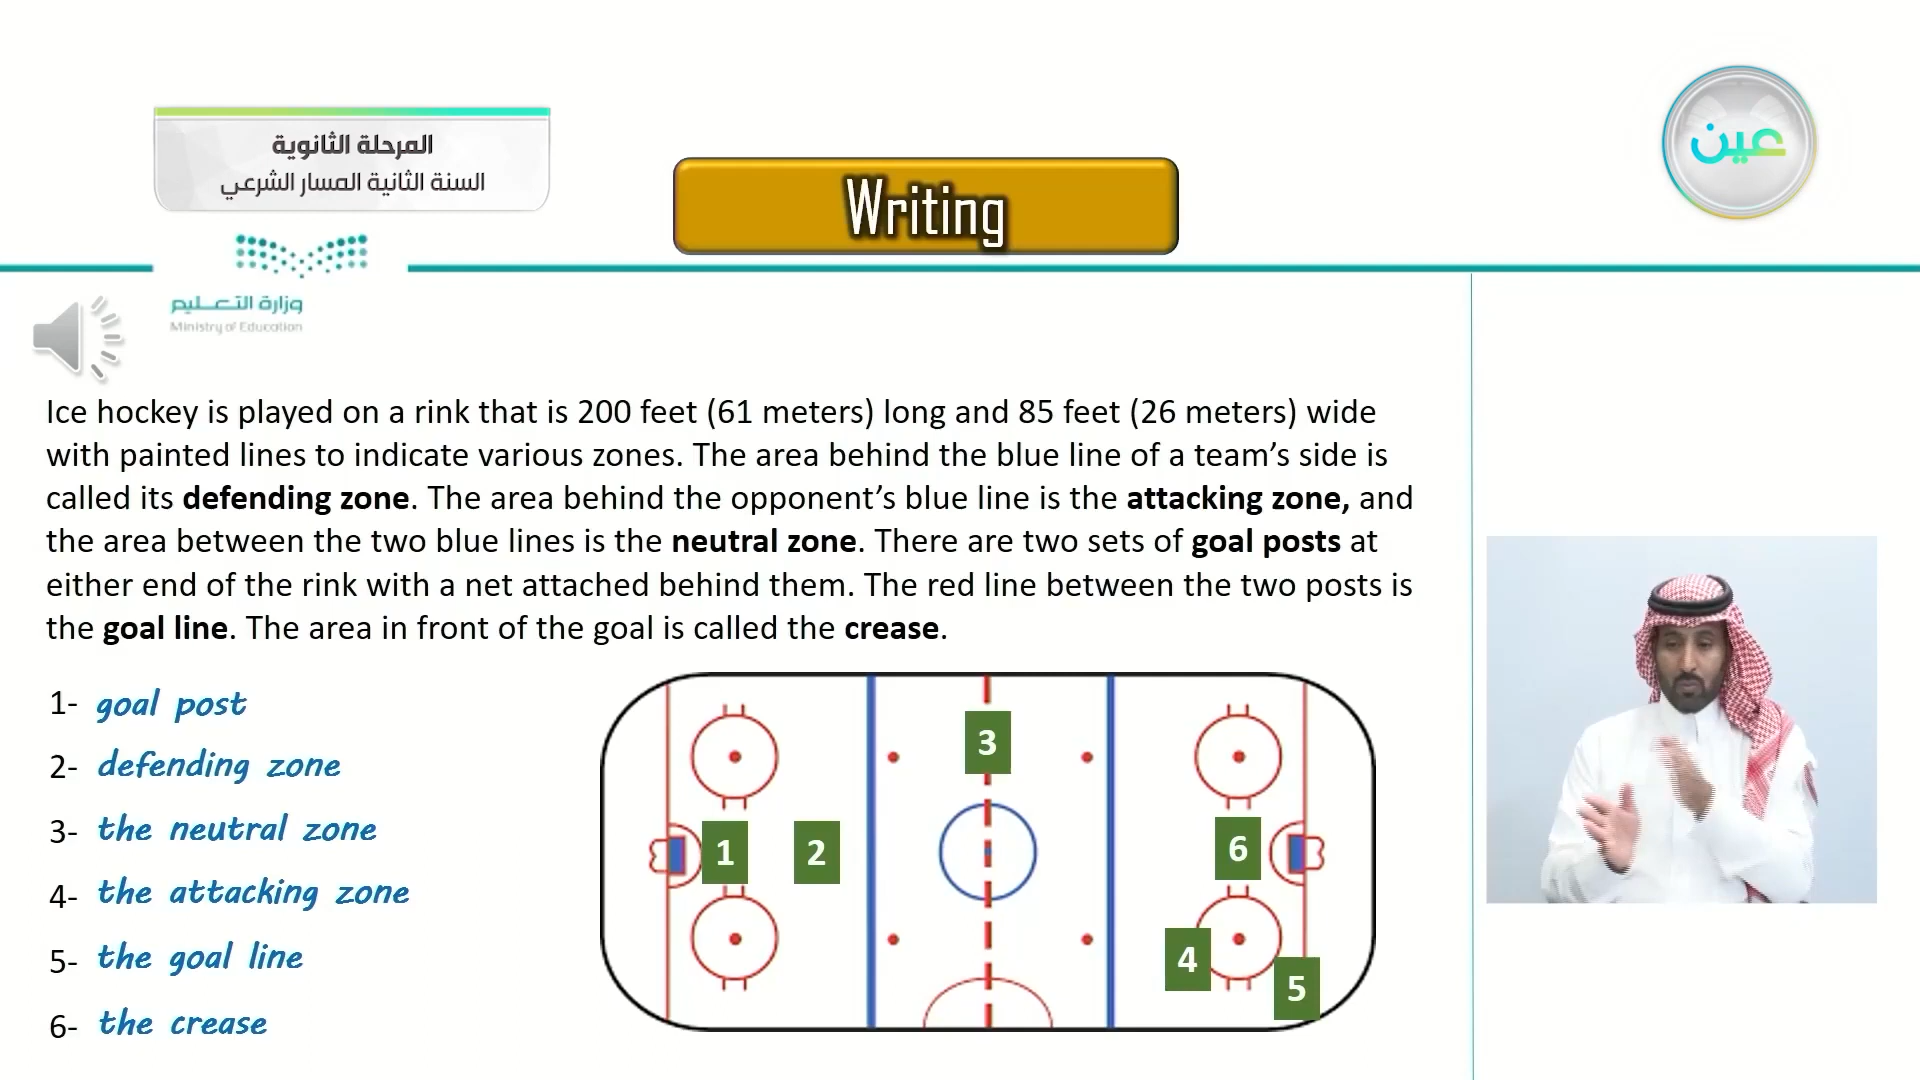 المرحلة الثانوية
السنة الثانية المسار الشرعي
عين
Writing
وزارة التعليم
Ministry of Education
Ice hockey is played on a rink that is 200 feet (61 meters) long and 85 feet (26 meters) wide
with painted lines to indicate various zones. The area behind the blue line of a team’s side is
called its defending zone. The area behind the opponent’s blue line is the attacking zone, and
the area between the two blue lines is the neutral zone. There are two sets of goal posts at
either end of the rink with a net attached behind them. The red line between the two posts is
the goal line. The area in front of the goal is called the crease.
1- goal post
2- defending zone
3- the neutral zone
4- the attacking zone
5- the goal line
6- the crease
3
1 2 6
4
5